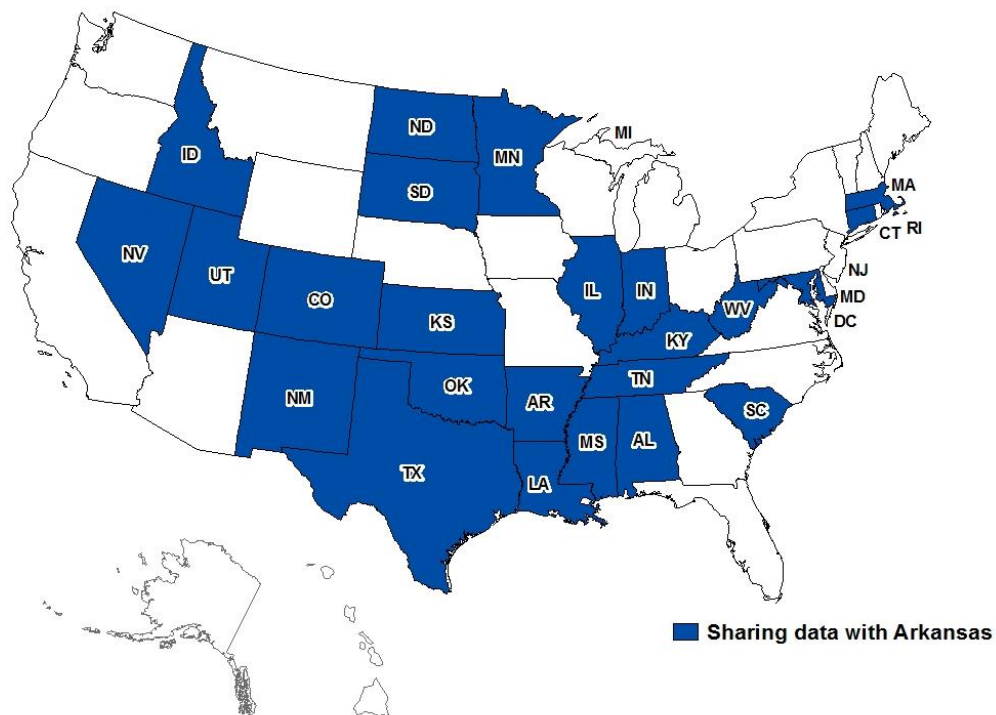 ND
MI
MN
ID
SD
MA
CT
RI
NV
UT
NJ
CO
IL
IN
MD
WV
DC
KS
KY
TN
OK
NM
AR
SC
MS
AL
TX
LA
Sharing data with Arkansas